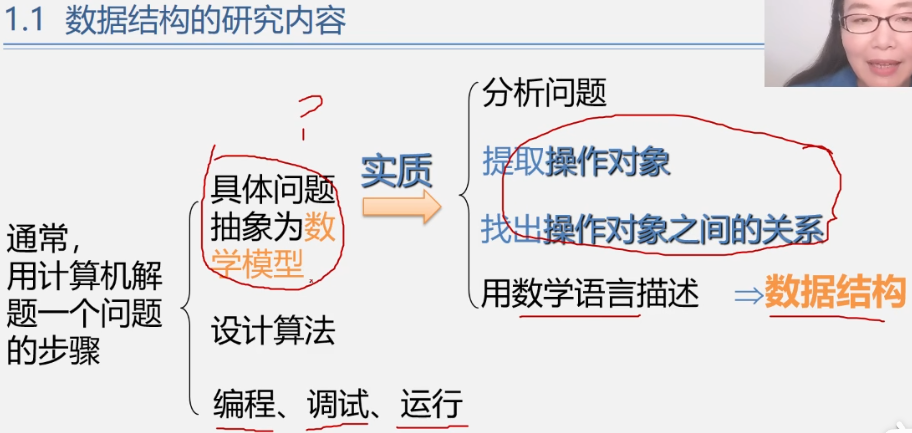 1.1 数据结构的研究内容
?
通常，
用计算机解
题一个问题
的步骤
具体问题
抽象为数
学模型
设计算法
编程、调试、运行
实质
分析问题
提取操作对象
找出操作对象之间的关系
用数学语言描述 ⇒数据结构